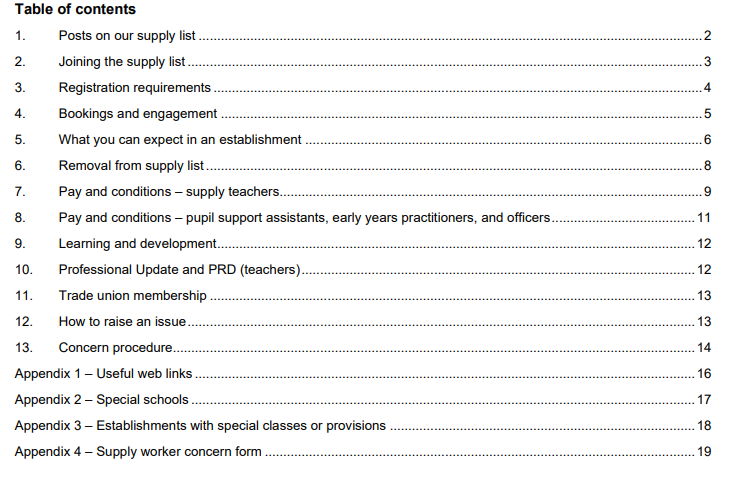 Table of contents
1. Posts on our supply list ........................................ 2
2. Joining the supply list ........................................ 3
3. Registration requirements ........................................ 4
4. Bookings and engagement ........................................ 5
5. What you can expect in an establishment ........................................ 6
6. Removal from supply list ........................................ 8
7. Pay and conditions – supply teachers ........................................ 9
8. Pay and conditions – pupil support assistants, early years practitioners, and officers ........................................ 11
9. Learning and development ........................................ 12
10. Professional Update and PRD (teachers) ........................................ 12
11. Trade union membership ........................................ 13
12. How to raise an issue ........................................ 13
13. Concern procedure ........................................ 14
Appendix 1 – Useful web links ........................................ 16
Appendix 2 – Special schools ........................................ 17
Appendix 3 – Establishments with special classes or provisions ........................................ 18
Appendix 4 – Supply worker concern form ........................................ 19